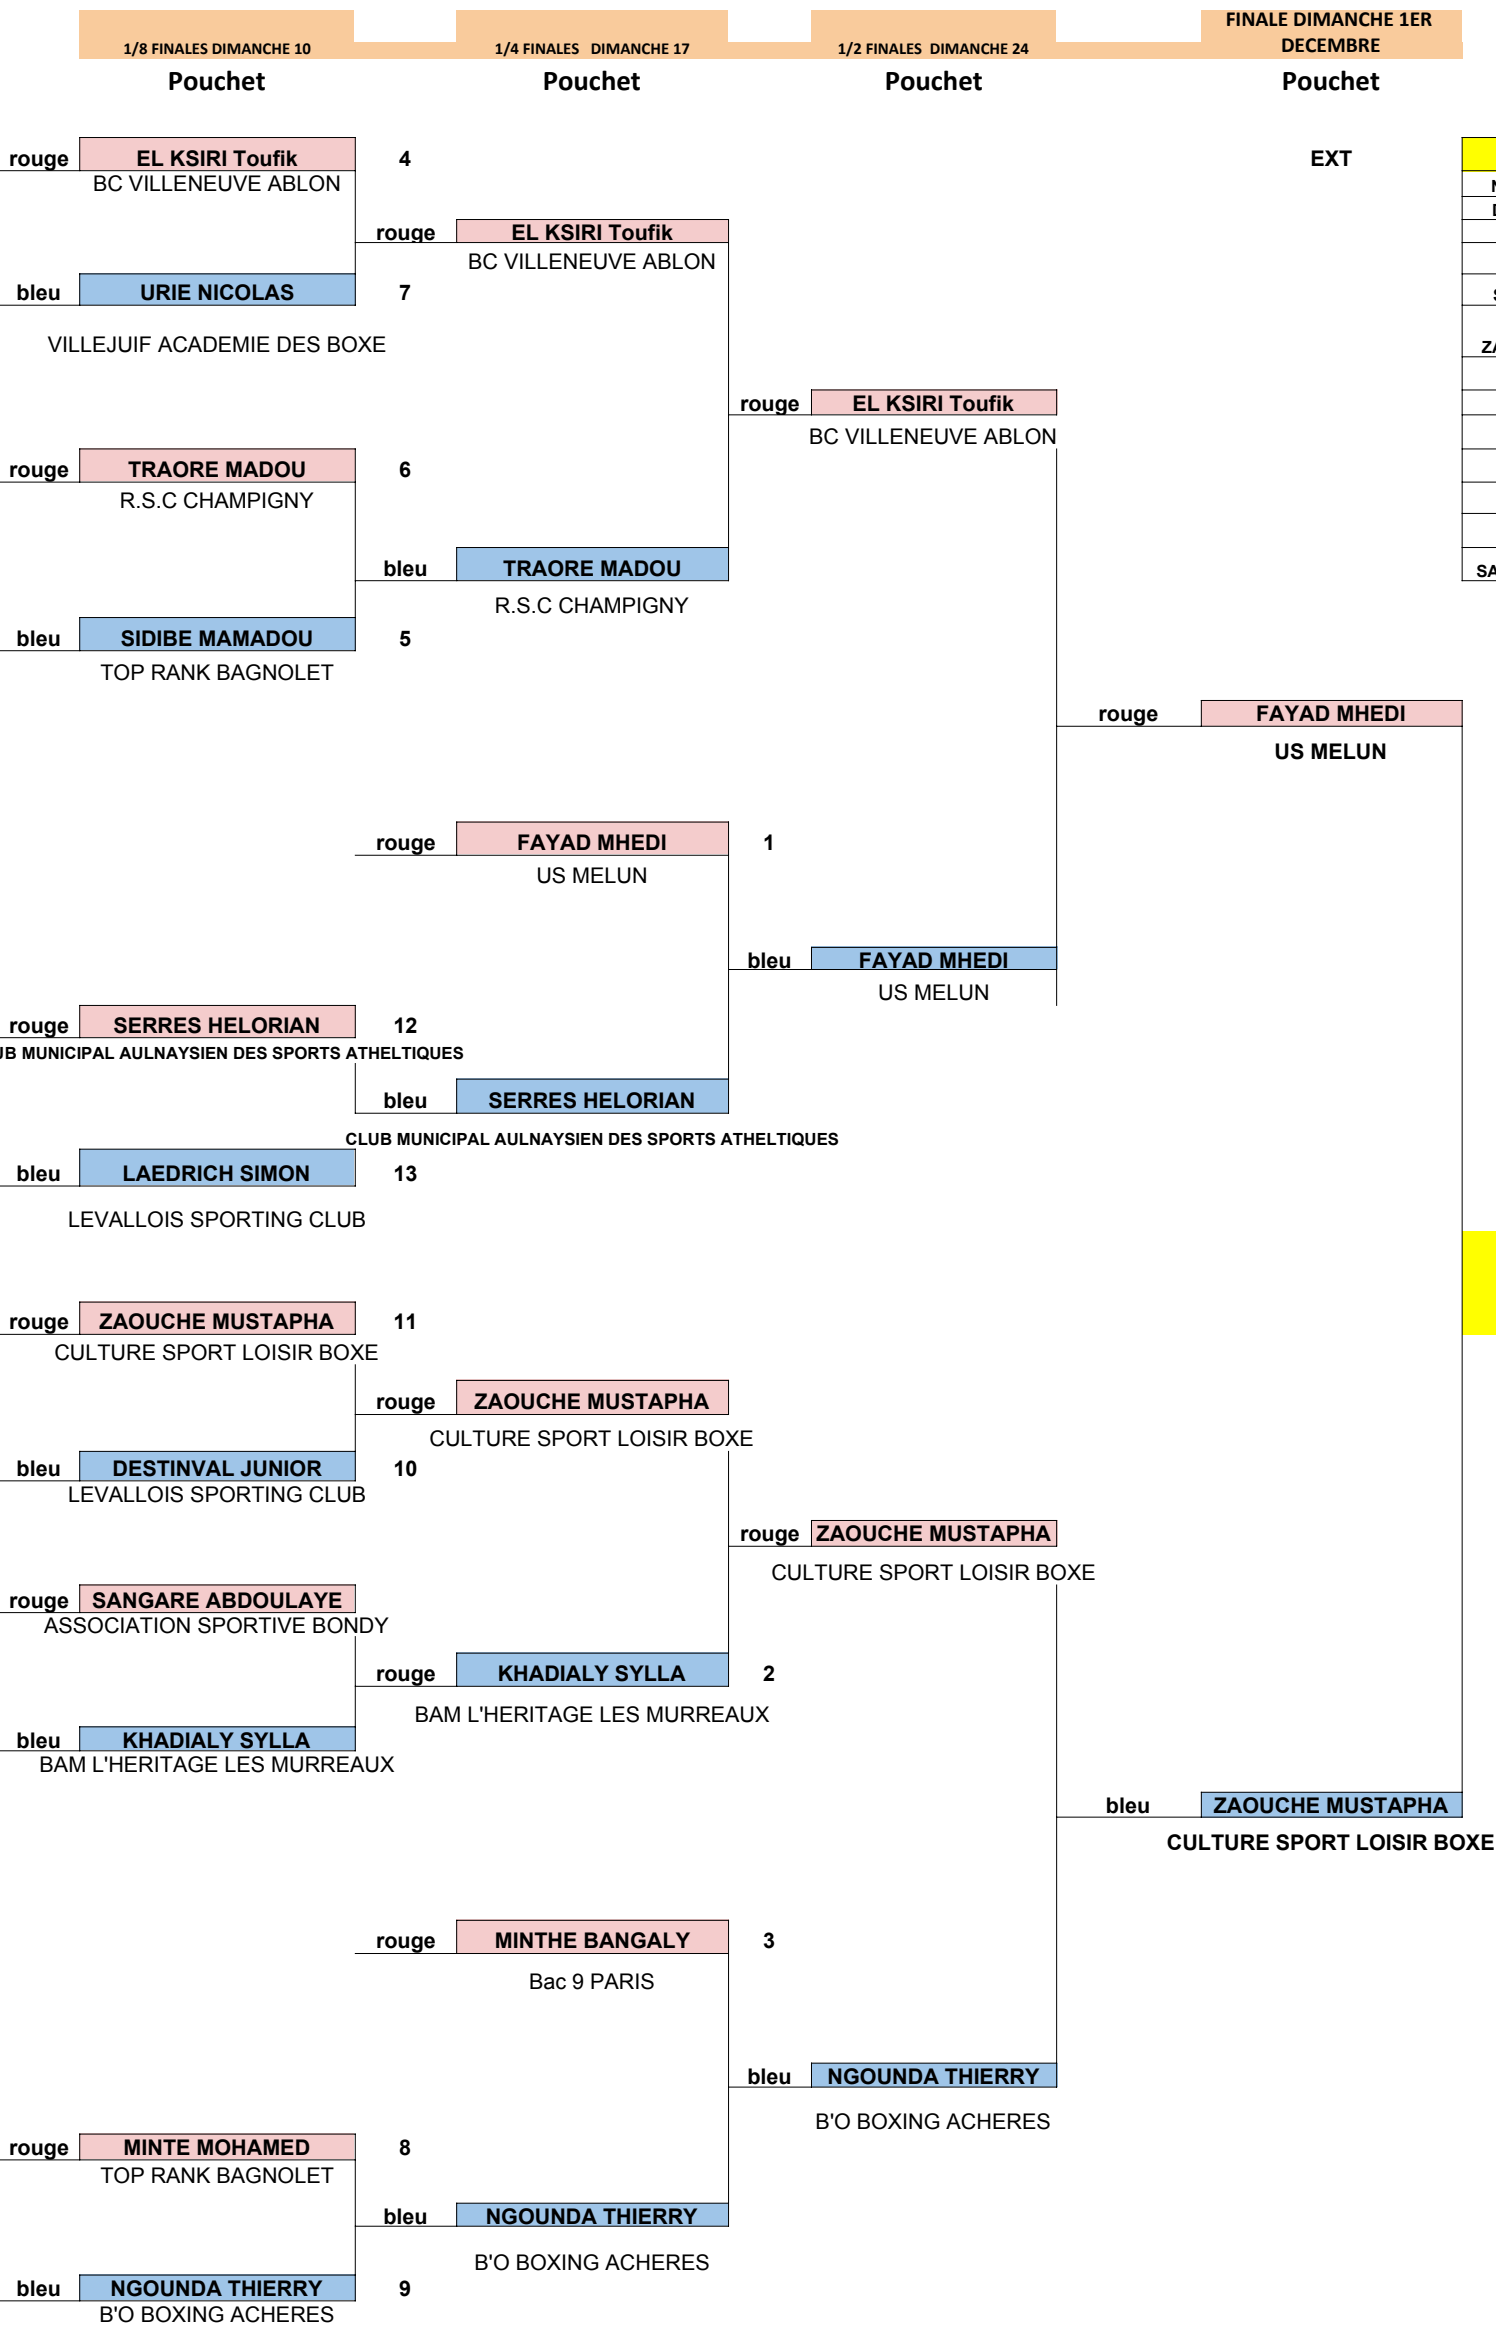 FINALE DIMANCHE 1ER
1/8 FINALES DIMANCHE 10 1/4 FINALES DIMANCHE 17 1/2 FINALES DIMANCHE 24 DECEMBRE
Pouchet Pouchet Pouchet Pouchet
rouge EL KSIRI Toufik 4 EXT
BC VILLENEUVE ABLON
rouge EL KSIRI Toufik
BC VILLENEUVE ABLON
bleu URIE NICOLAS 7
VILLEJUIF ACADEMIE DES BOXE
rouge EL KSIRI Toufik
BC VILLENEUVE ABLON
rouge TRAORE MADOU 6
R.S.C CHAMPIGNY
bleu TRAORE MADOU
R.S.C CHAMPIGNY
bleu SIDIBE MAMADOU 5
TOP RANK BAGNOLET
rouge FAYAD MHEDI
US MELUN
rouge FAYAD MHEDI 1
US MELUN
bleu FAYAD MHEDI
US MELUN
rouge SERRES HELORIAN 12
UB MUNICIPAL AULNAYSIEN DES SPORTS ATHELTIQUES
bleu SERRES HELORIAN
CLUB MUNICIPAL AULNAYSIEN DES SPORTS ATHELTIQUES
bleu LAEDRICH SIMON 13
LEVALLOIS SPORTING CLUB
rouge ZAOUCHE MUSTAPHA 11
CULTURE SPORT LOISIR BOXE
rouge ZAOUCHE MUSTAPHA
CULTURE SPORT LOISIR BOXE
bleu DESTINVAL JUNIOR 10
LEVALLOIS SPORTING CLUB
rouge ZAOUCHE MUSTAPHA
CULTURE SPORT LOISIR BOXE
rouge SANGARE ABDOULAYE
ASSOCIATION SPORTIVE BONDY
rouge KHADIALY SYLLA 2
BAM L'HERITAGE LES MURREAUX
bleu KHADIALY SYLLA
BAM L'HERITAGE LES MURREAUX
bleu ZAOUCHE MUSTAPHA
CULTURE SPORT LOISIR BOXE
rouge MINTHE BANGALY 3
Bac 9 PARIS
bleu NGOUNDA THIERRY
B'O BOXING ACHERES
rouge MINTE MOHAMED 8
TOP RANK BAGNOLET
bleu NGOUNDA THIERRY
B'O BOXING ACHERES
bleu NGOUNDA THIERRY 9
B'O BOXING ACHERES